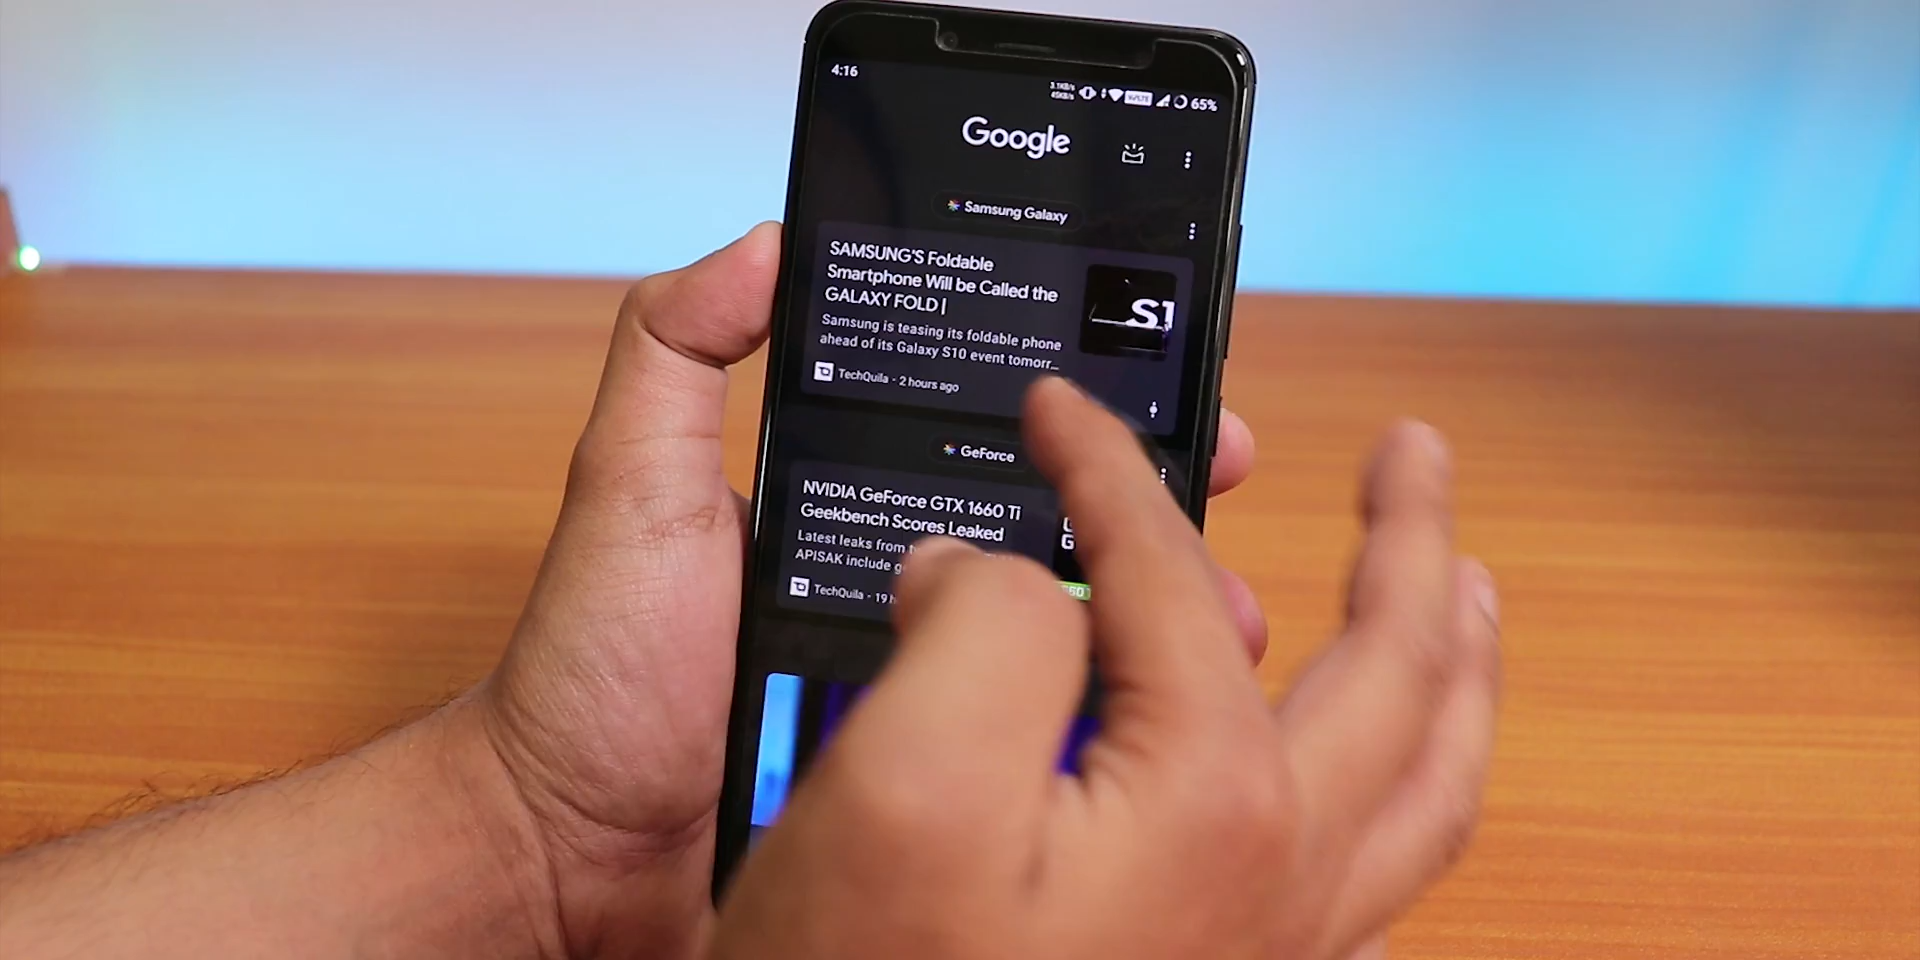 4:16
65%
Google
Samsung Galaxy
SAMSUNG'S Foldable
Smartphone Will be Called the
GALAXY FOLD |
Samsung is teasing its foldable phone
ahead of its Galaxy S10 event tomorr...
S1
TechQuila - 2 hours ago
GeForce
NVIDIA GeForce GTX 1660 Ti
Geekbench Scores Leaked
Latest leaks from
APISAK include
TechQuila - 19